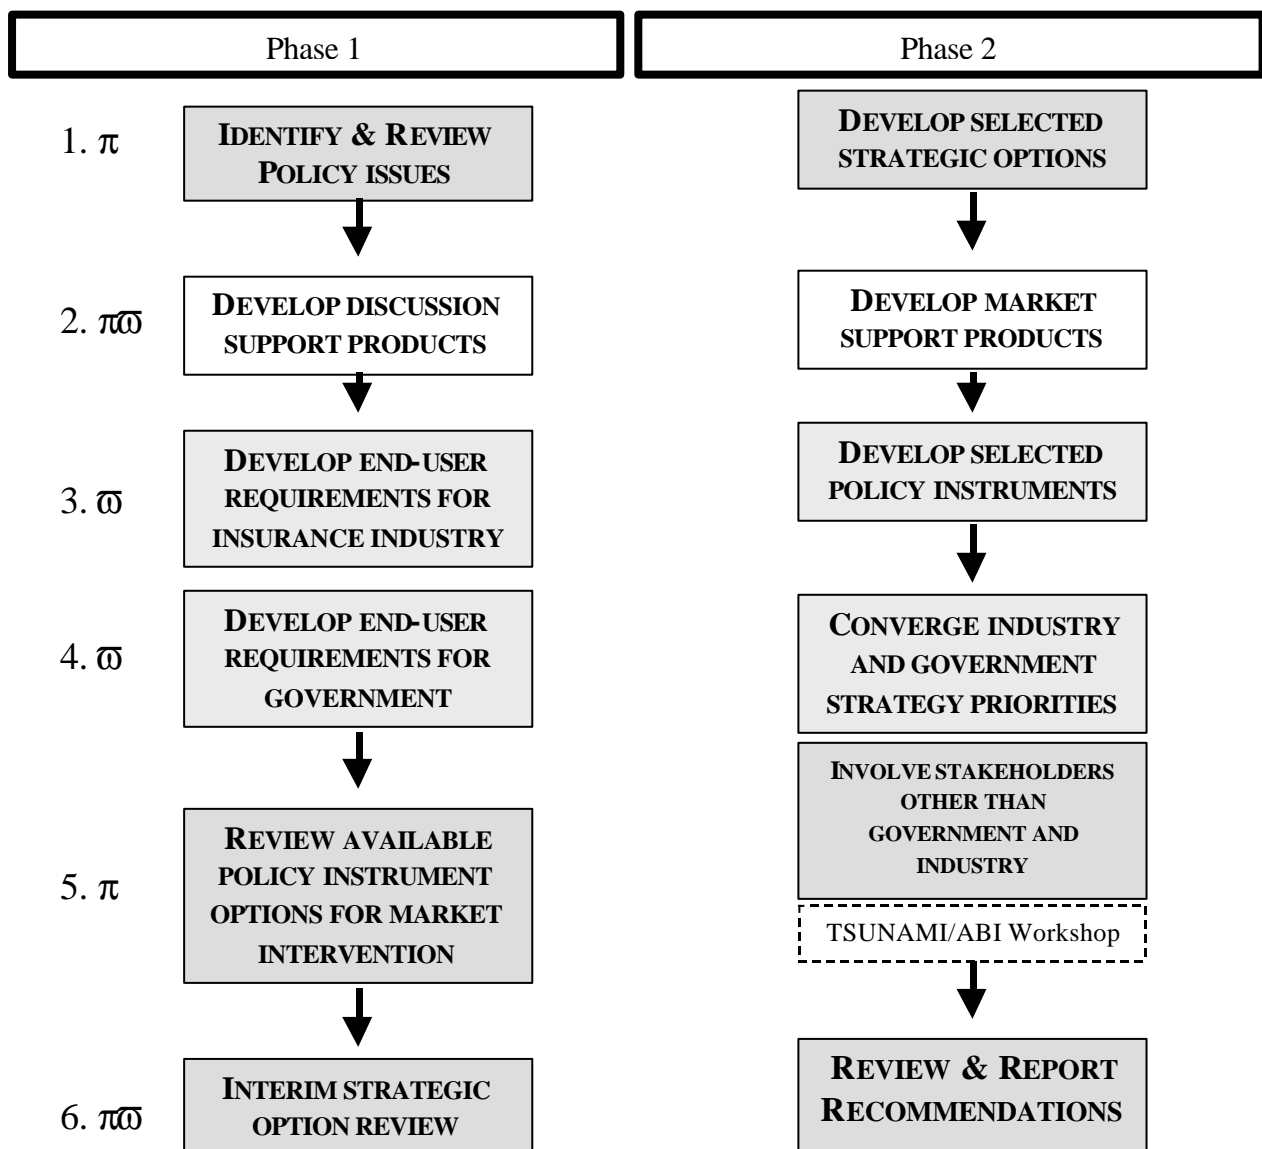 Phase 1
Phase 2
1. π
IDENTIFY & REVIEW
POLICY ISSUES
2. πϖ
DEVELOP DISCUSSION
SUPPORT PRODUCTS
3. ϖ
DEVELOP END-USER
REQUIREMENTS FOR
INSURANCE INDUSTRY
4. ϖ
DEVELOP END-USER
REQUIREMENTS FOR
GOVERNMENT
5. π
REVIEW AVAILABLE
POLICY INSTRUMENT
OPTIONS FOR MARKET
INTERVENTION
6. πϖ
INTERIM STRATEGIC
OPTION REVIEW
DEVELOP SELECTED
STRATEGIC OPTIONS
DEVELOP MARKET
SUPPORT PRODUCTS
DEVELOP SELECTED
POLICY INSTRUMENTS
CONVERGE INDUSTRY
AND GOVERNMENT
STRATEGY PRIORITIES
INVOLVE STAKEHOLDERS
OTHER THAN
GOVERNMENT AND
INDUSTRY
TSUNAMI/ABI Workshop
REVIEW & REPORT
RECOMMENDATIONS